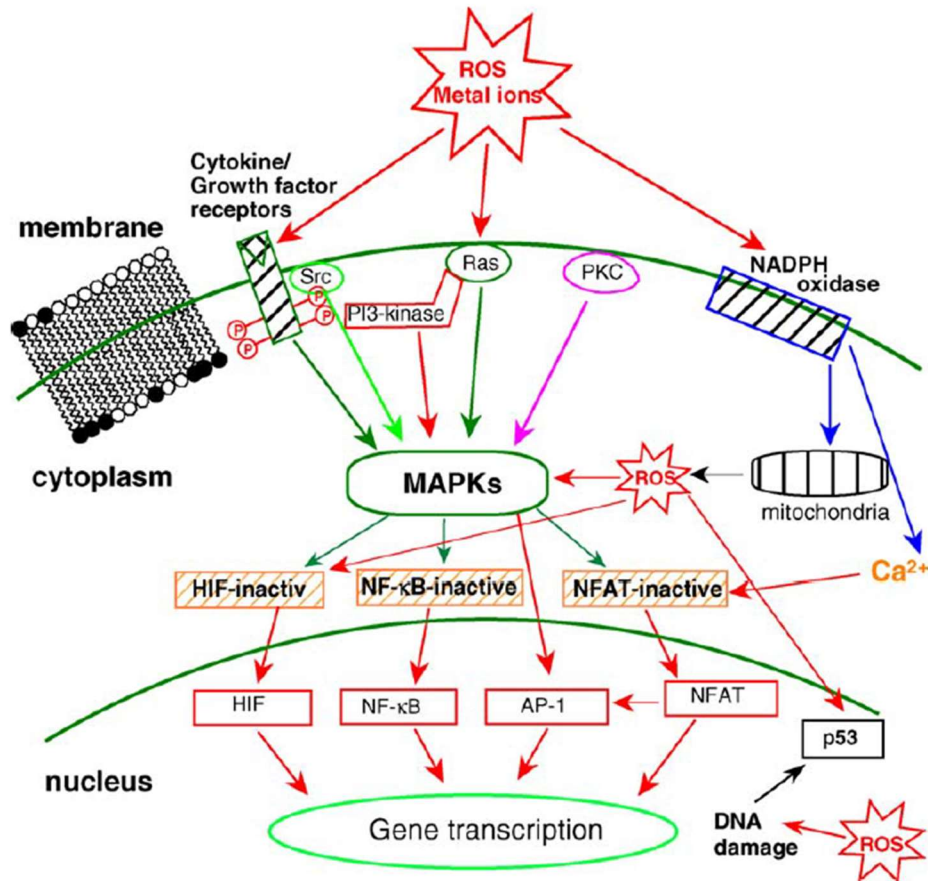 ROS
Metal ions
Cytokine/
Growth factor
receptors
membrane
NADPH
oxidase
Src
Ras
PKC
P
P
P
P
PI3-kinase
cytoplasm
MAPKs
ROS
mitochondria
HIF-inactiv
NF-κB-inactive
NFAT-inactive
Ca²⁺
HIF
NF-κB
AP-1
NFAT
p53
nucleus
Gene transcription
DNA
damage
ROS